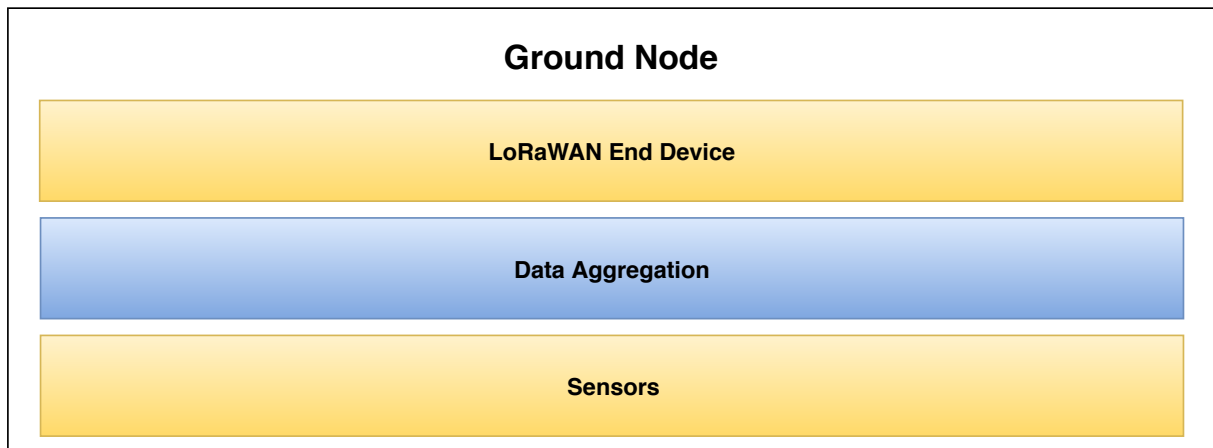 Ground Node
LoRaWAN End Device
Data Aggregation
Sensors